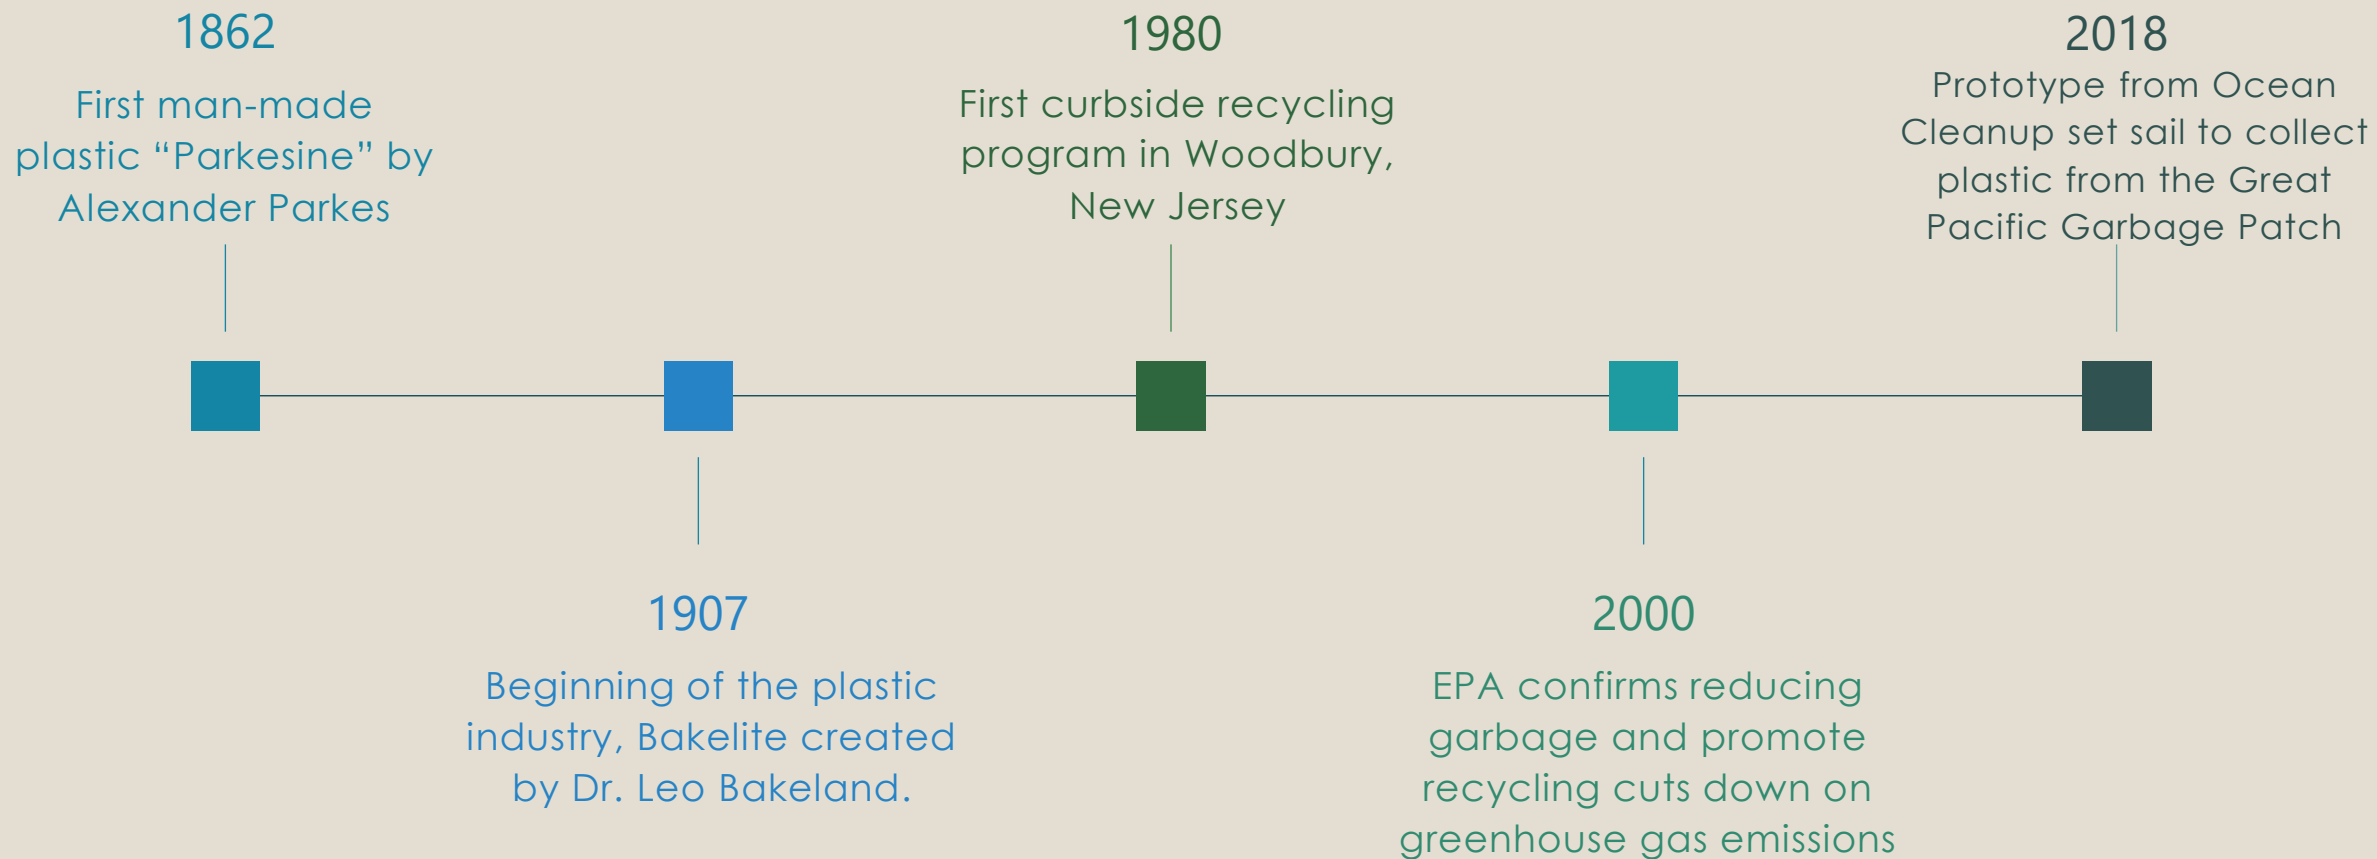 1862
First man-made
plastic “Parkesine” by
Alexander Parkes
1907
Beginning of the plastic
industry, Bakelite created
by Dr. Leo Bakeland.
1980
First curbside recycling
program in Woodbury,
New Jersey
2000
EPA confirms reducing
garbage and promote
recycling cuts down on
greenhouse gas emissions
2018
Prototype from Ocean
Cleanup set sail to collect
plastic from the Great
Pacific Garbage Patch